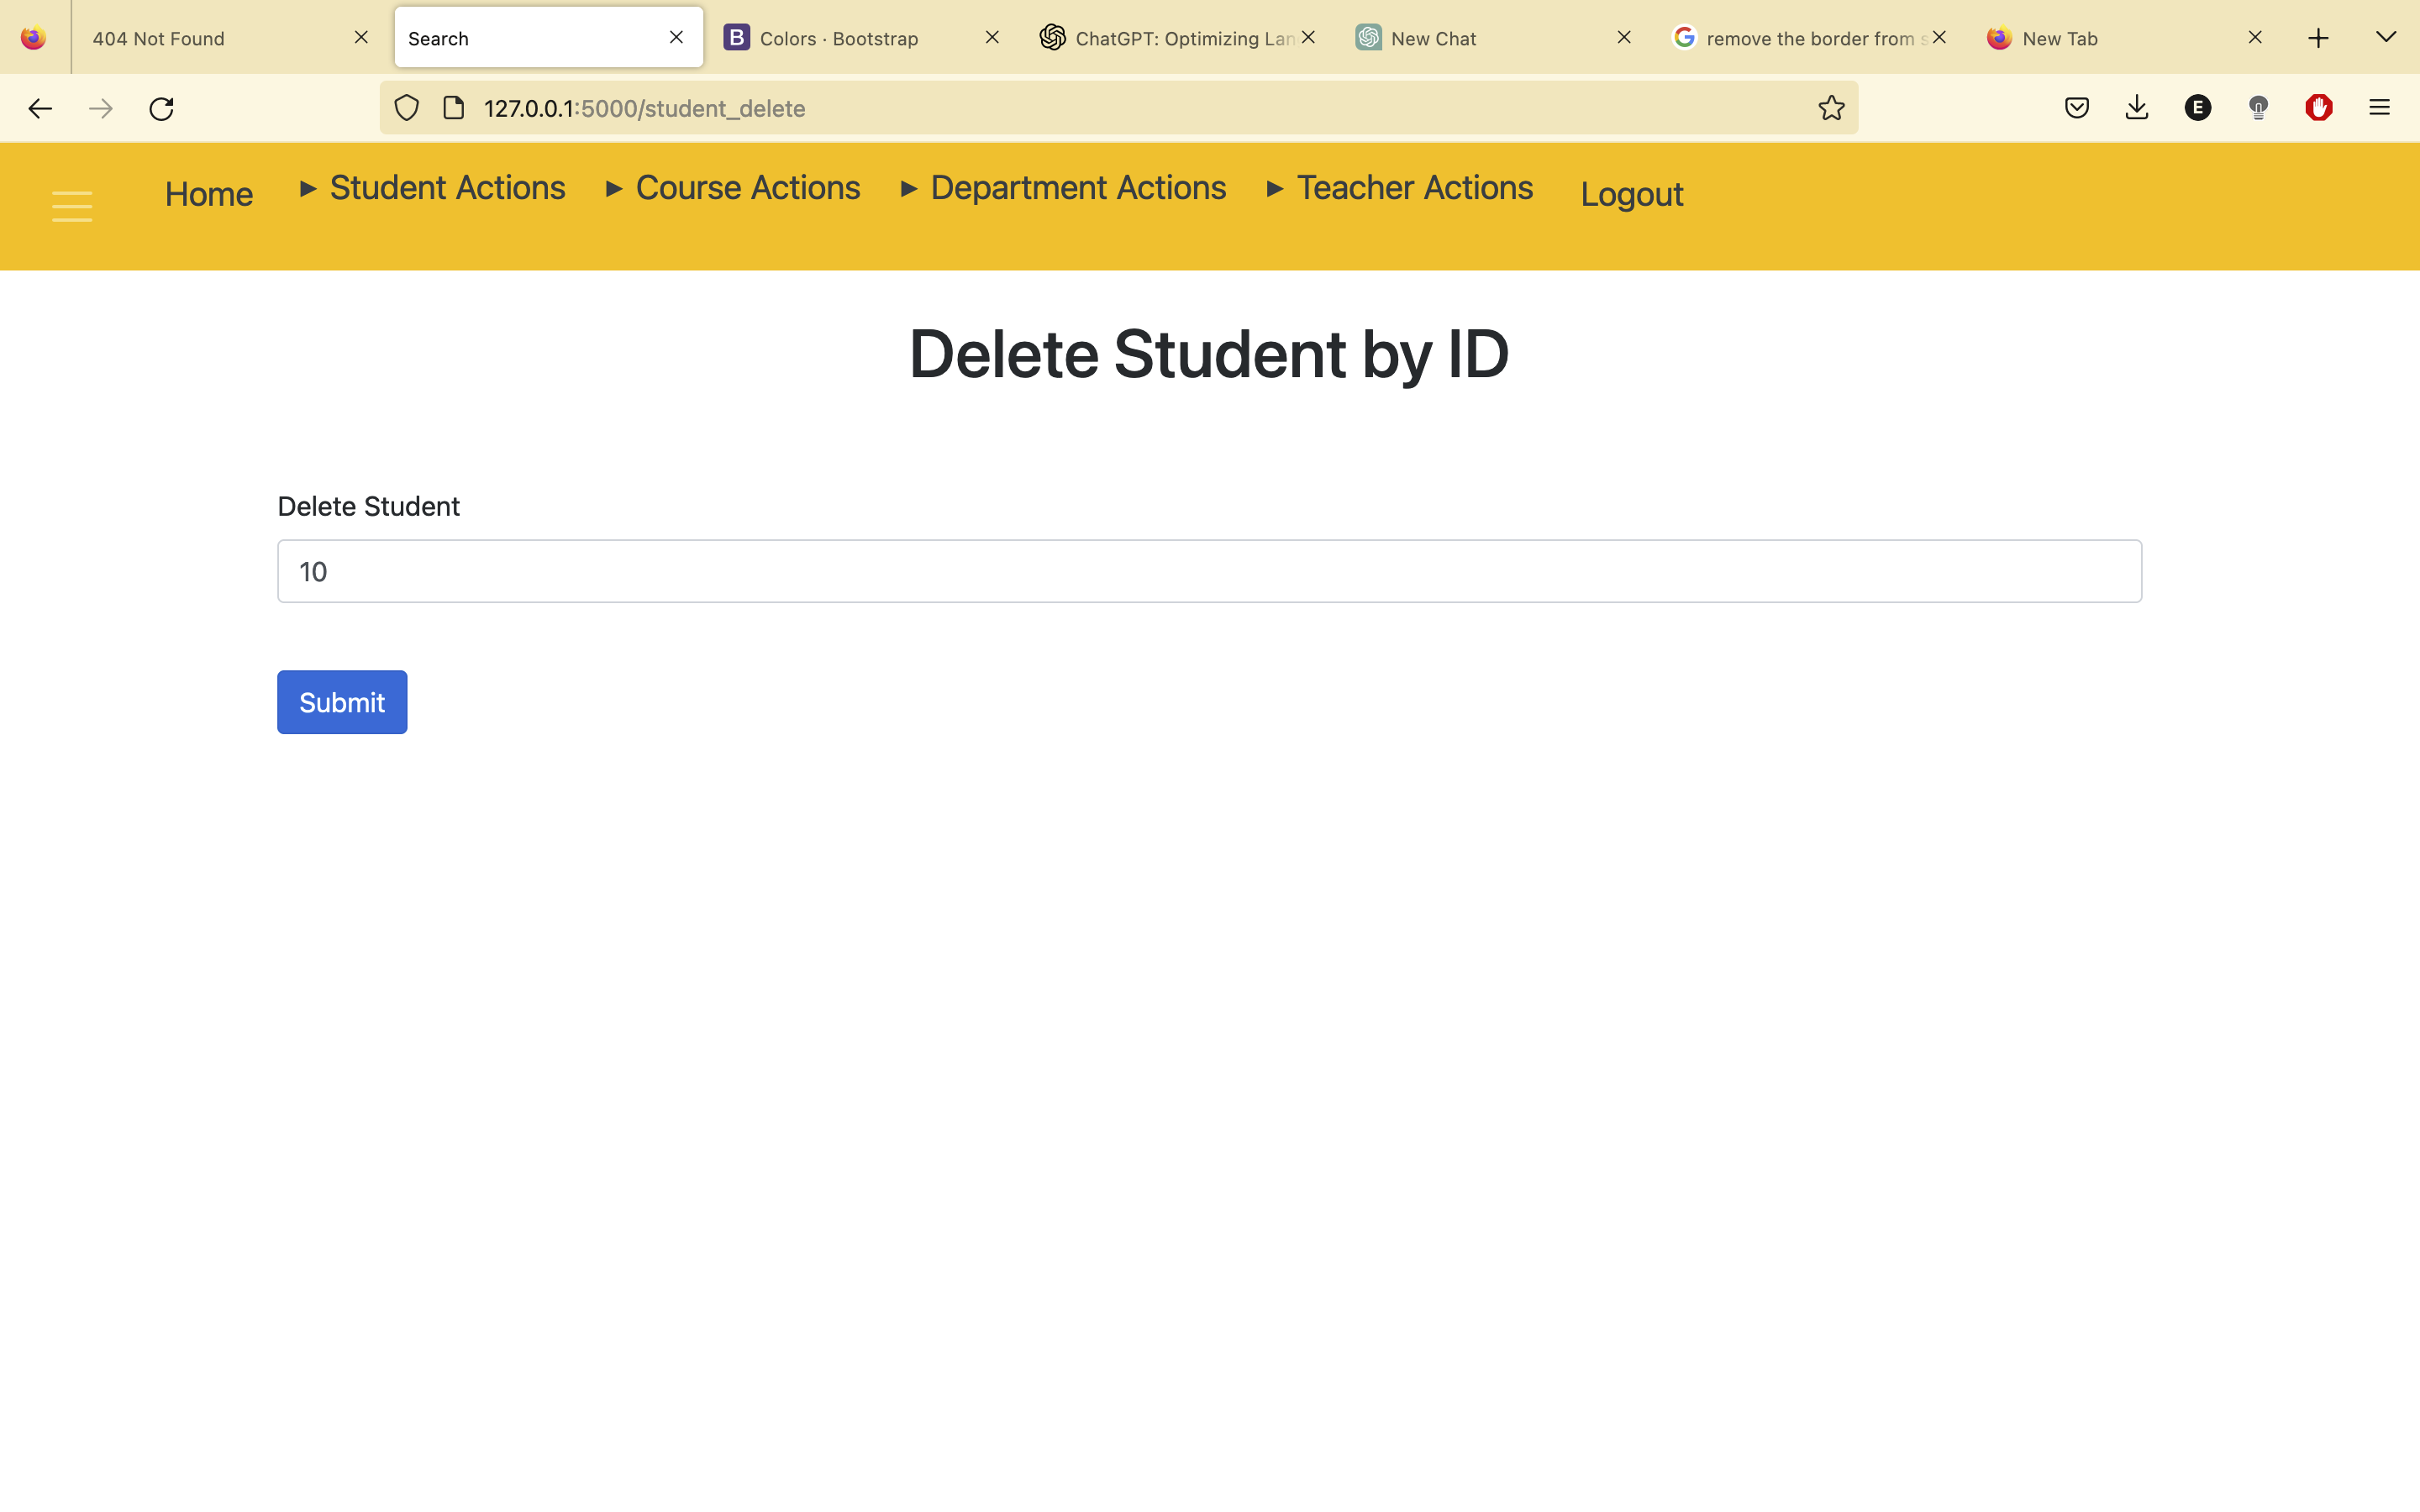 404 Not Found
Search
B Colors · Bootstrap
ChatGPT: Optimizing Lan
New Chat
G remove the border from s
New Tab
127.0.0.1:5000/student_delete
E
Home
Student Actions
Course Actions
Department Actions
Teacher Actions
Logout
Delete Student by ID
Delete Student
10
Submit